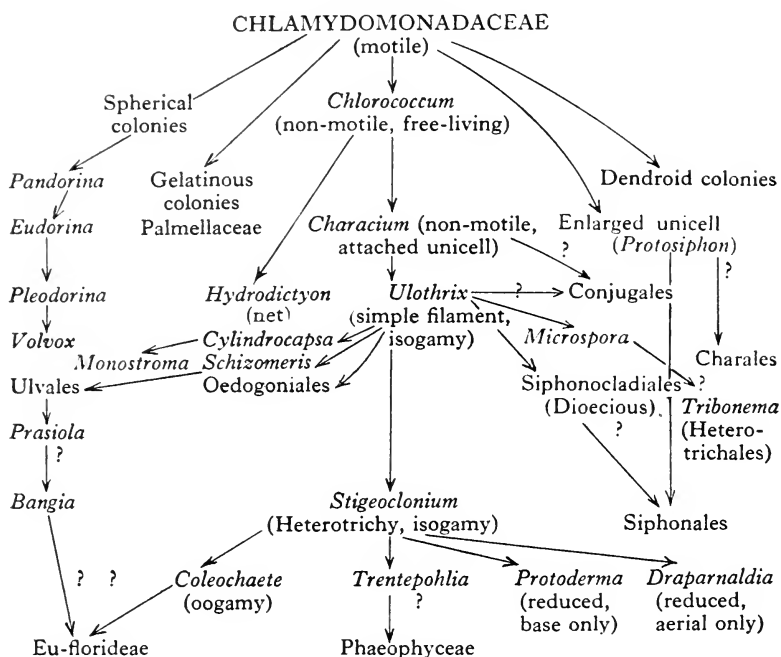 CHLAMYDOMONADACEAE
(motile)
Spherical
colonies
Chlorococcum
(non-motile, free-living)
Pandorina
Gelatinous
colonies
Palmellaceae
Dendroid colonies
Eudorina
Characium (non-motile,
attached unicell)
Enlarged unicell
(Protosiphon)
?
?
Pleodorina
Hydrodictyon
(net)
Ulothrix
(simple filament,
isogamy)
?
Conjugales
Volvox
Cylindrocapsa
Microspora
Monostroma
Schizomeris
Charales
Ulvales
Oedogoniales
Siphonocladiales
(Dioecious)
?
?
Tribonema
(Hetero-
trichales)
Prasiola
?
Bangia
Stigeoclonium
(Heterotrichy, isogamy)
Siphonales
? ?
Coleochaete
(oogamy)
Trentepohlia
?
Protoderma
(reduced,
base only)
Draparnaldia
(reduced,
aerial only)
Eu-florideae
Phaeophyceae